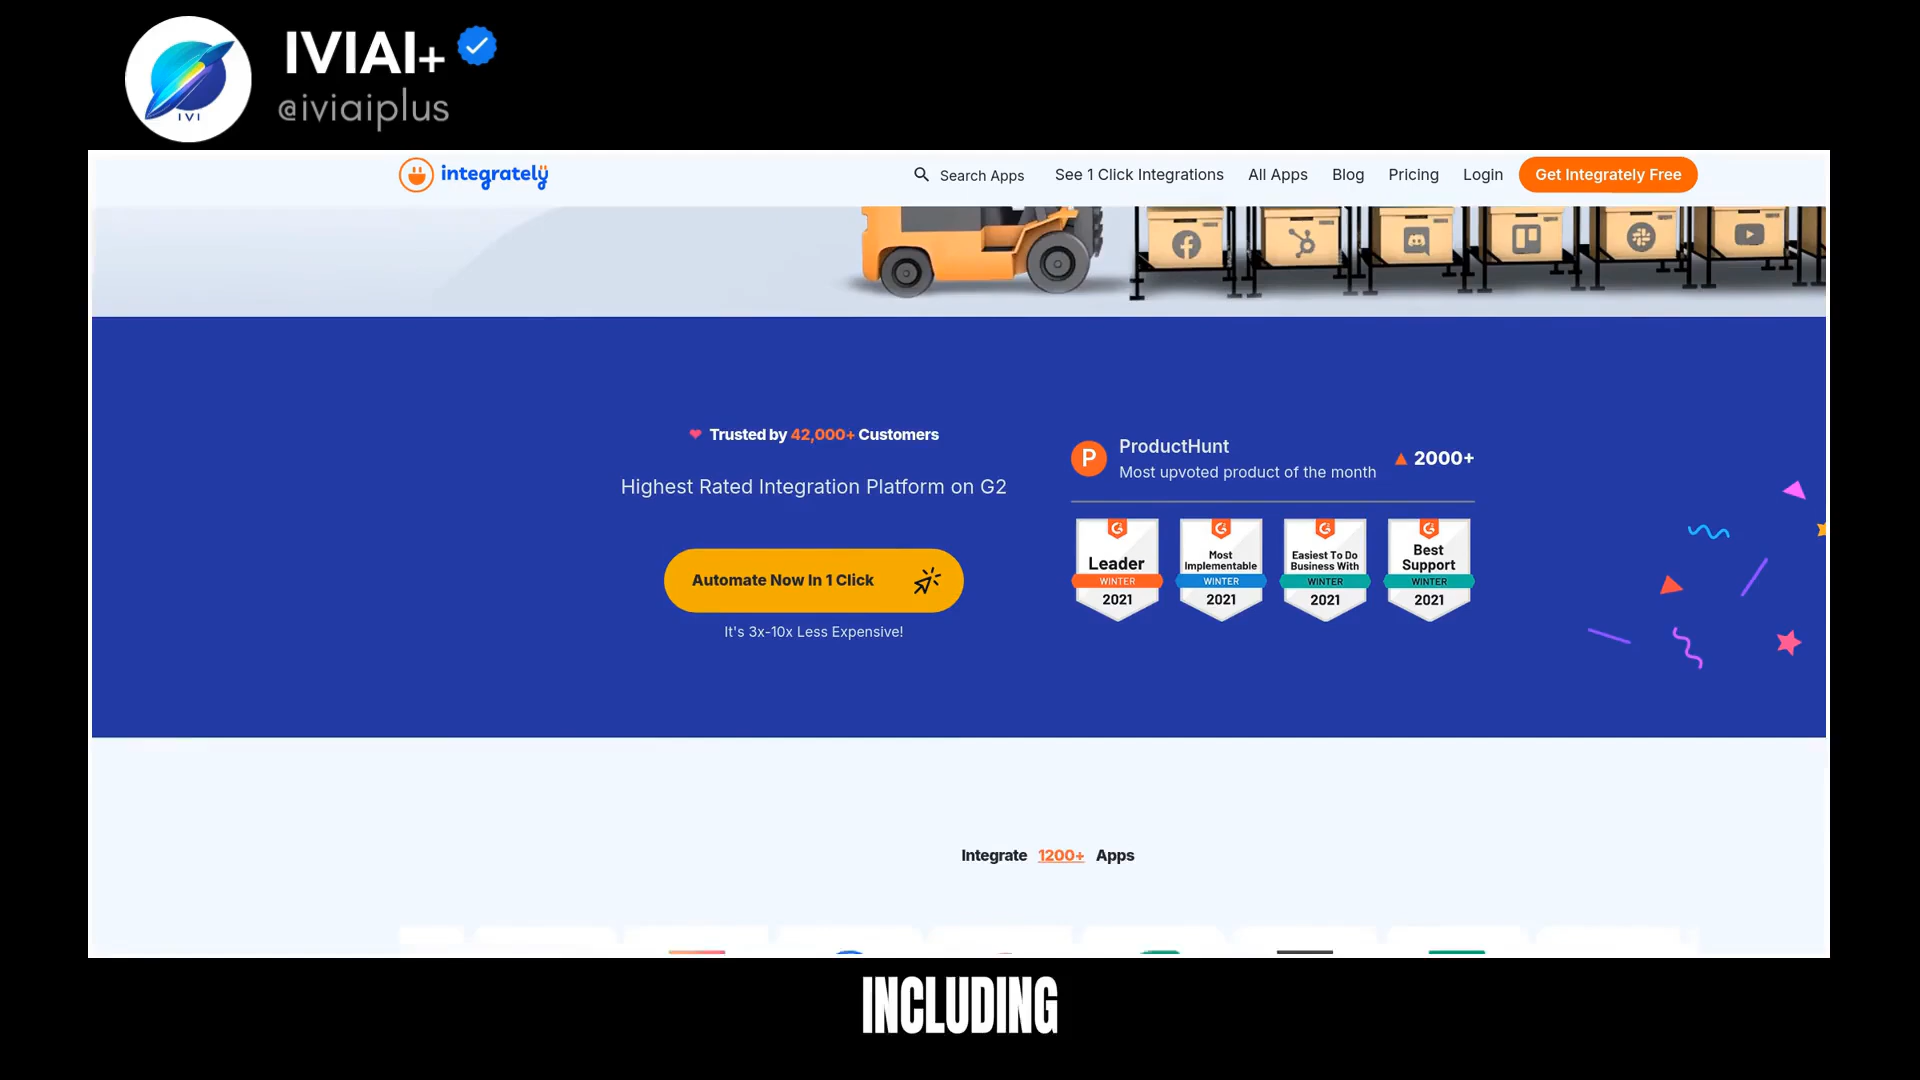 IVIAI+
@iviaiplus
IVI
integrately
Search Apps
See 1 Click Integrations
All Apps
Blog
Pricing
Login
Get Integrately Free
❤ Trusted by 42,000+ Customers
Highest Rated Integration Platform on G2
Automate Now In 1 Click
It's 3x-10x Less Expensive!
P
ProductHunt
Most upvoted product of the month
▲ 2000+
Leader
WINTER
2021
Most
Implementable
WINTER
2021
Easiest To Do
Business With
WINTER
2021
Best
Support
WINTER
2021
Integrate 1200+ Apps
INCLUDING